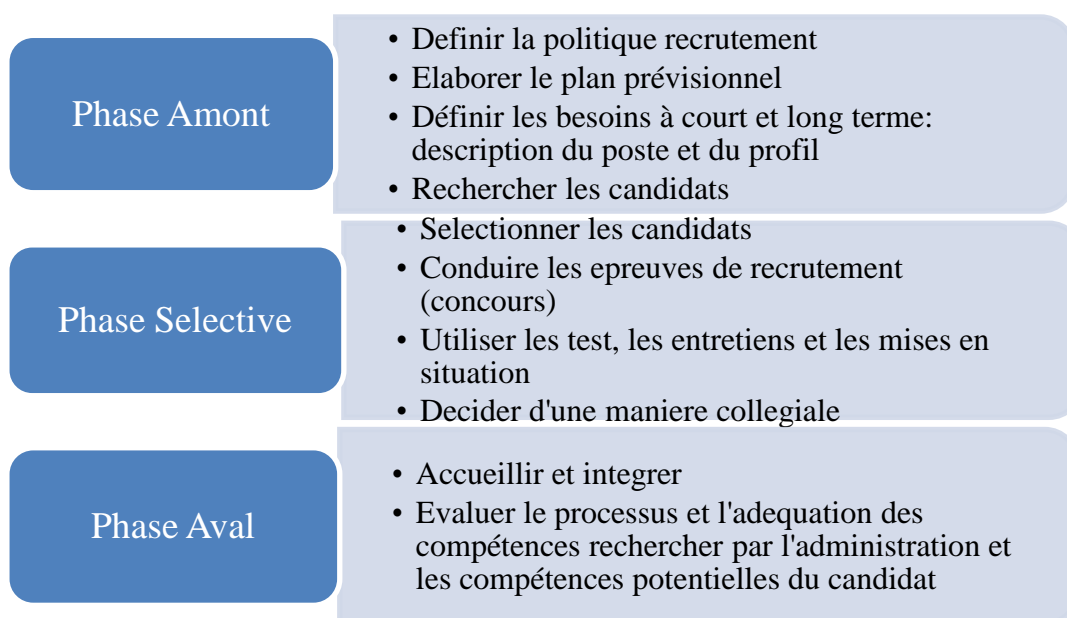 Phase Amont
• Definir la politique recrutement
• Elaborer le plan prévisionnel
• Définir les besoins à court et long terme:
description du poste et du profil
• Rechercher les candidats
Phase Selective
• Selectionner les candidats
• Conduire les epreuves de recrutement
(concours)
• Utiliser les test, les entretiens et les mises en
situation
• Decider d'une maniere collegiale
Phase Aval
• Accueillir et integrer
• Evaluer le processus et l'adequation des
compétences rechercher par l'administration et
les compétences potentielles du candidat